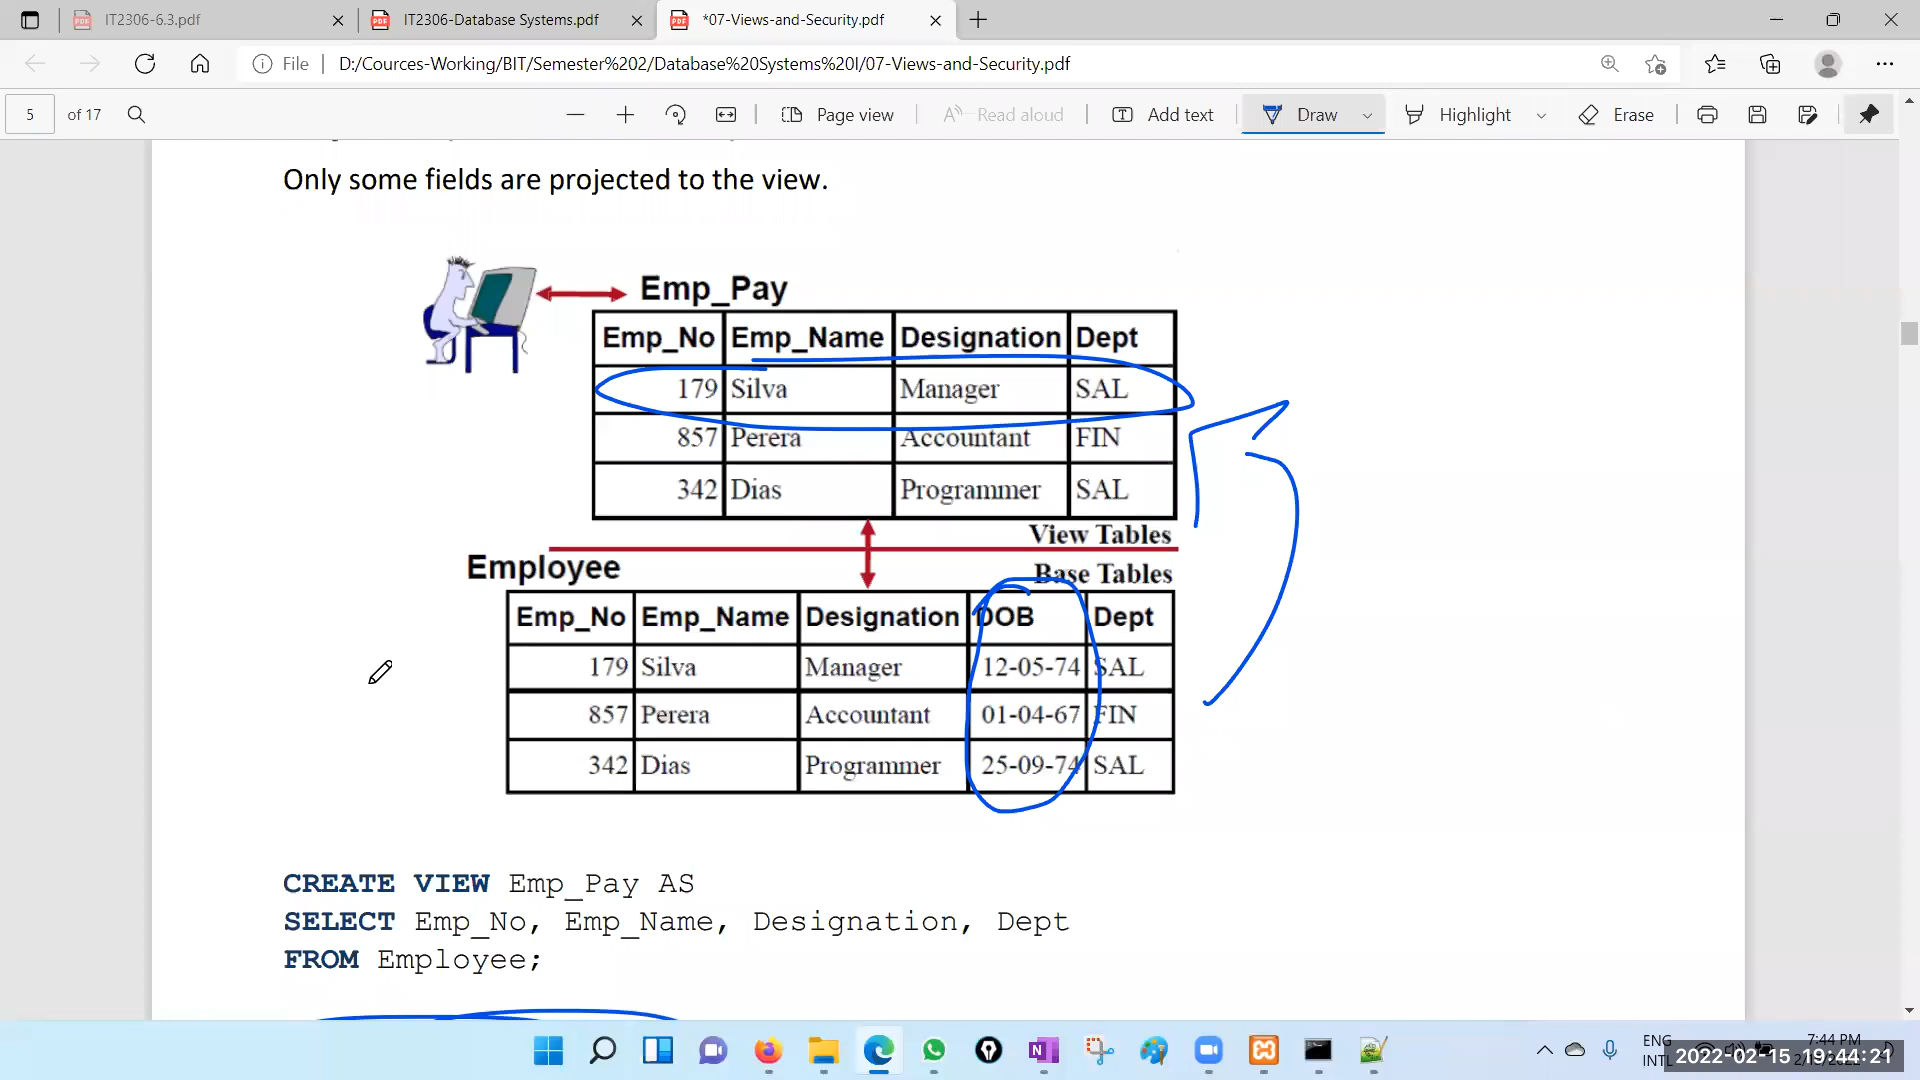 IT2306-6.3.pdf
IT2306-Database Systems.pdf
*07-Views-and-Security.pdf
File
D:/Cources-Working/BIT/Semester%202/Database%20Systems%20I/07-Views-and-Security.pdf
5 of 17
Page view
Read aloud
Add text
Draw
Highlight
Erase
Only some fields are projected to the view.
Emp_Pay
Emp_No Emp_Name Designation Dept
179 Silva Manager SAL
857 Perera Accountant FIN
342 Dias Programmer SAL
View Tables
Employee
Base Tables
Emp_No Emp_Name Designation DOB Dept
179 Silva Manager 12-05-74 SAL
857 Perera Accountant 01-04-67 FIN
342 Dias Programmer 25-09-74 SAL
CREATE VIEW Emp_Pay AS
SELECT Emp_No, Emp_Name, Designation, Dept
FROM Employee;
ENG
INTL
7:44 PM
2022-02-15 19:44:21